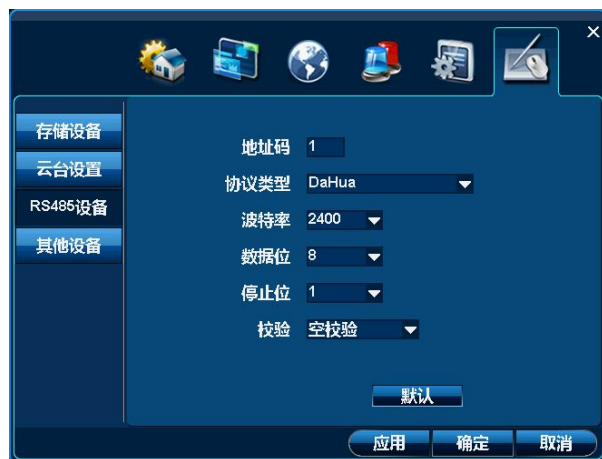 ×
存储设备
云台设置
RS485设备
其他设备
地址码 1
协议类型 DaHua
波特率 2400
数据位 8
停止位 1
校验 空校验
默认
应用 确定 取消